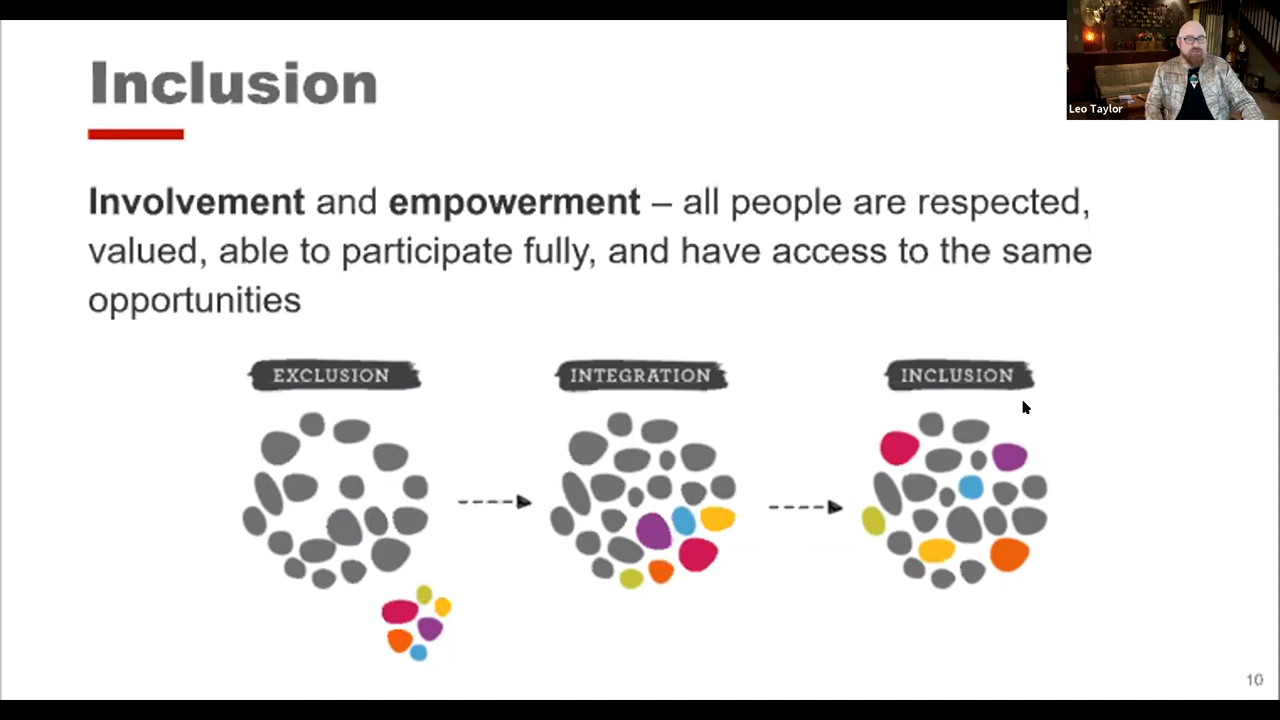 Inclusion
Leo Taylor
Involvement and empowerment – all people are respected,
valued, able to participate fully, and have access to the same
opportunities
EXCLUSION
INTEGRATION
INCLUSION
10